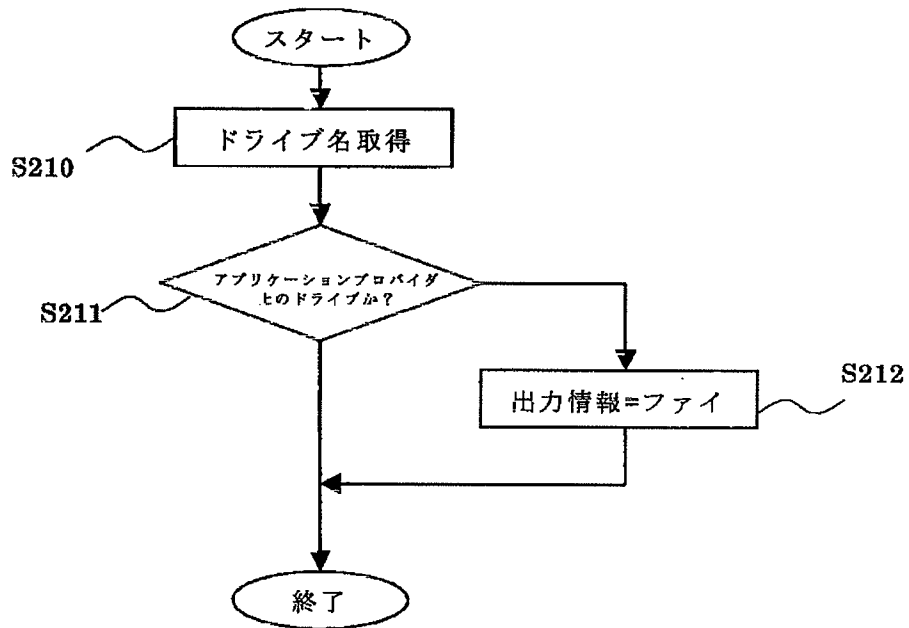 スタート
ドライブ名取得
S210
アプリケーションプロバイダ
上のドライブか？
S211
出力情報=ファイ
S212
終了